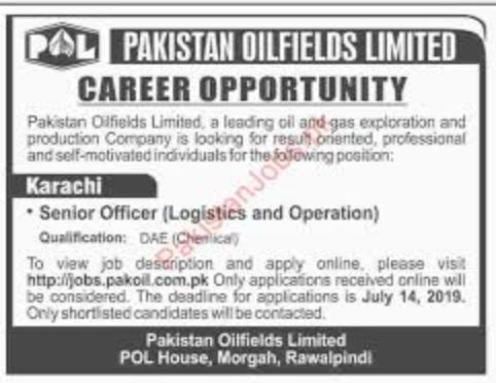 POL PAKISTAN OILFIELDS LIMITED
CAREER OPPORTUNITY
Pakistan Oilfields Limited, a leading oil and gas exploration and
production Company is looking for result oriented, professional
and self-motivated individuals for the following position:
Karachi
• Senior Officer (Logistics and Operation)
Qualification: DAE (Chemical)
To view job description and apply online, please visit
http://jobs.pakoil.com.pk Only applications received online will
be considered. The deadline for applications is July 14, 2019.
Only shortlisted candidates will be contacted.
Pakistan Oilfields Limited
POL House, Morgah, Rawalpindi